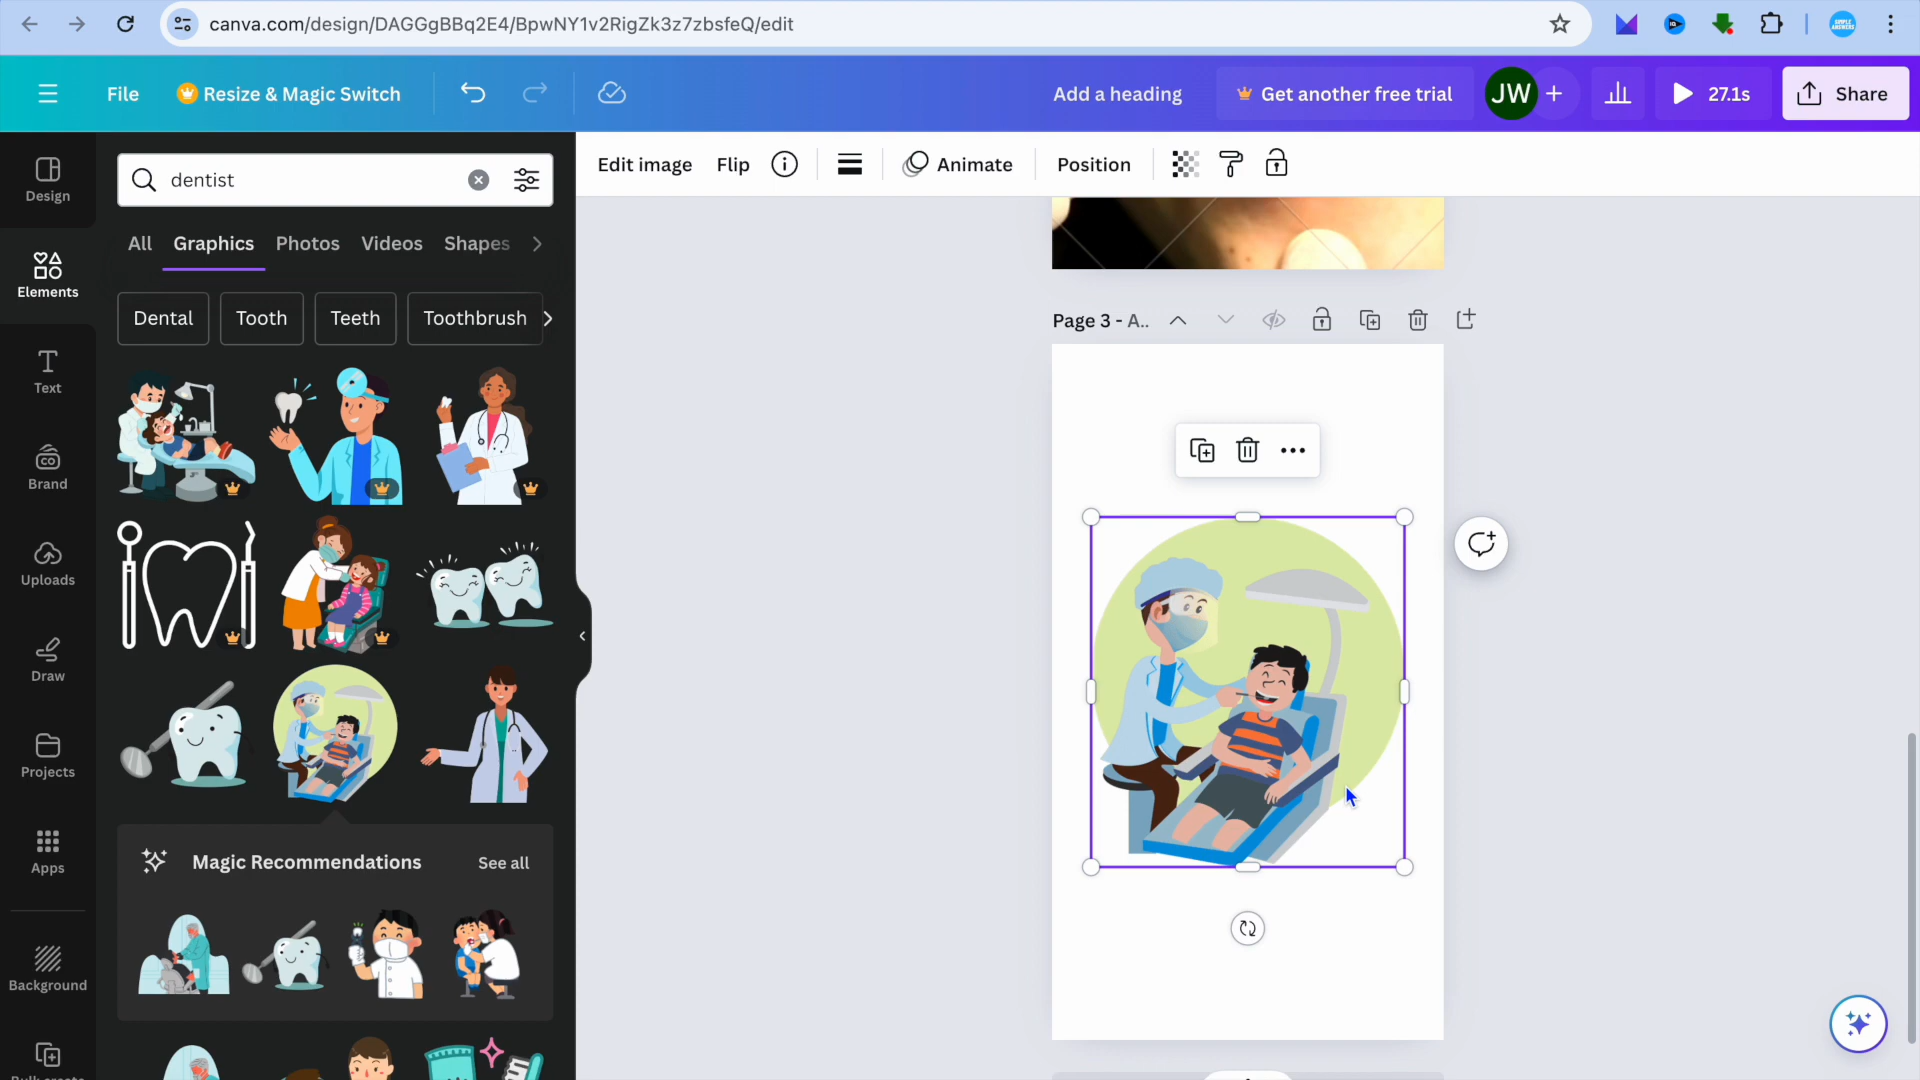 canva.com/design/DAGGgBBq2E4/BpwNY1v2RigZk3z7zbsfeQ/edit
File
Resize & Magic Switch
Add a heading
Get another free trial
JW
27.1s
Share
Design
Elements
Text
Brand
Uploads
Draw
Projects
Apps
Background
dentist
All Graphics Photos Videos Shapes
Dental Tooth Teeth Toothbrush
Magic Recommendations See all
Edit image Flip Animate Position
Page 3 - A..